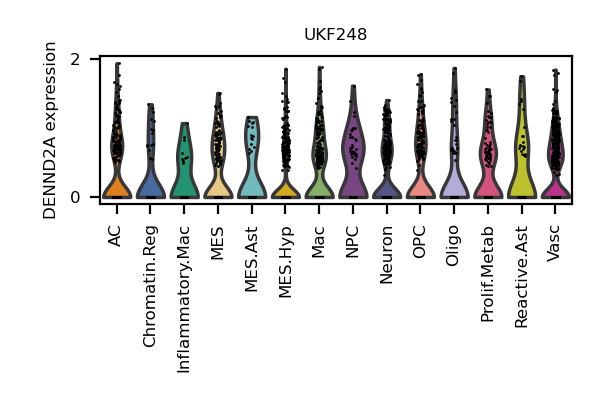 UKF248
DENND2A expression
2
0
AC
Chromatin.Reg
Inflammatory.Mac
MES
MES.Ast
MES.Hyp
Mac
NPC
Neuron
OPC
Oligo
Prolif.Metab
Reactive.Ast
Vasc